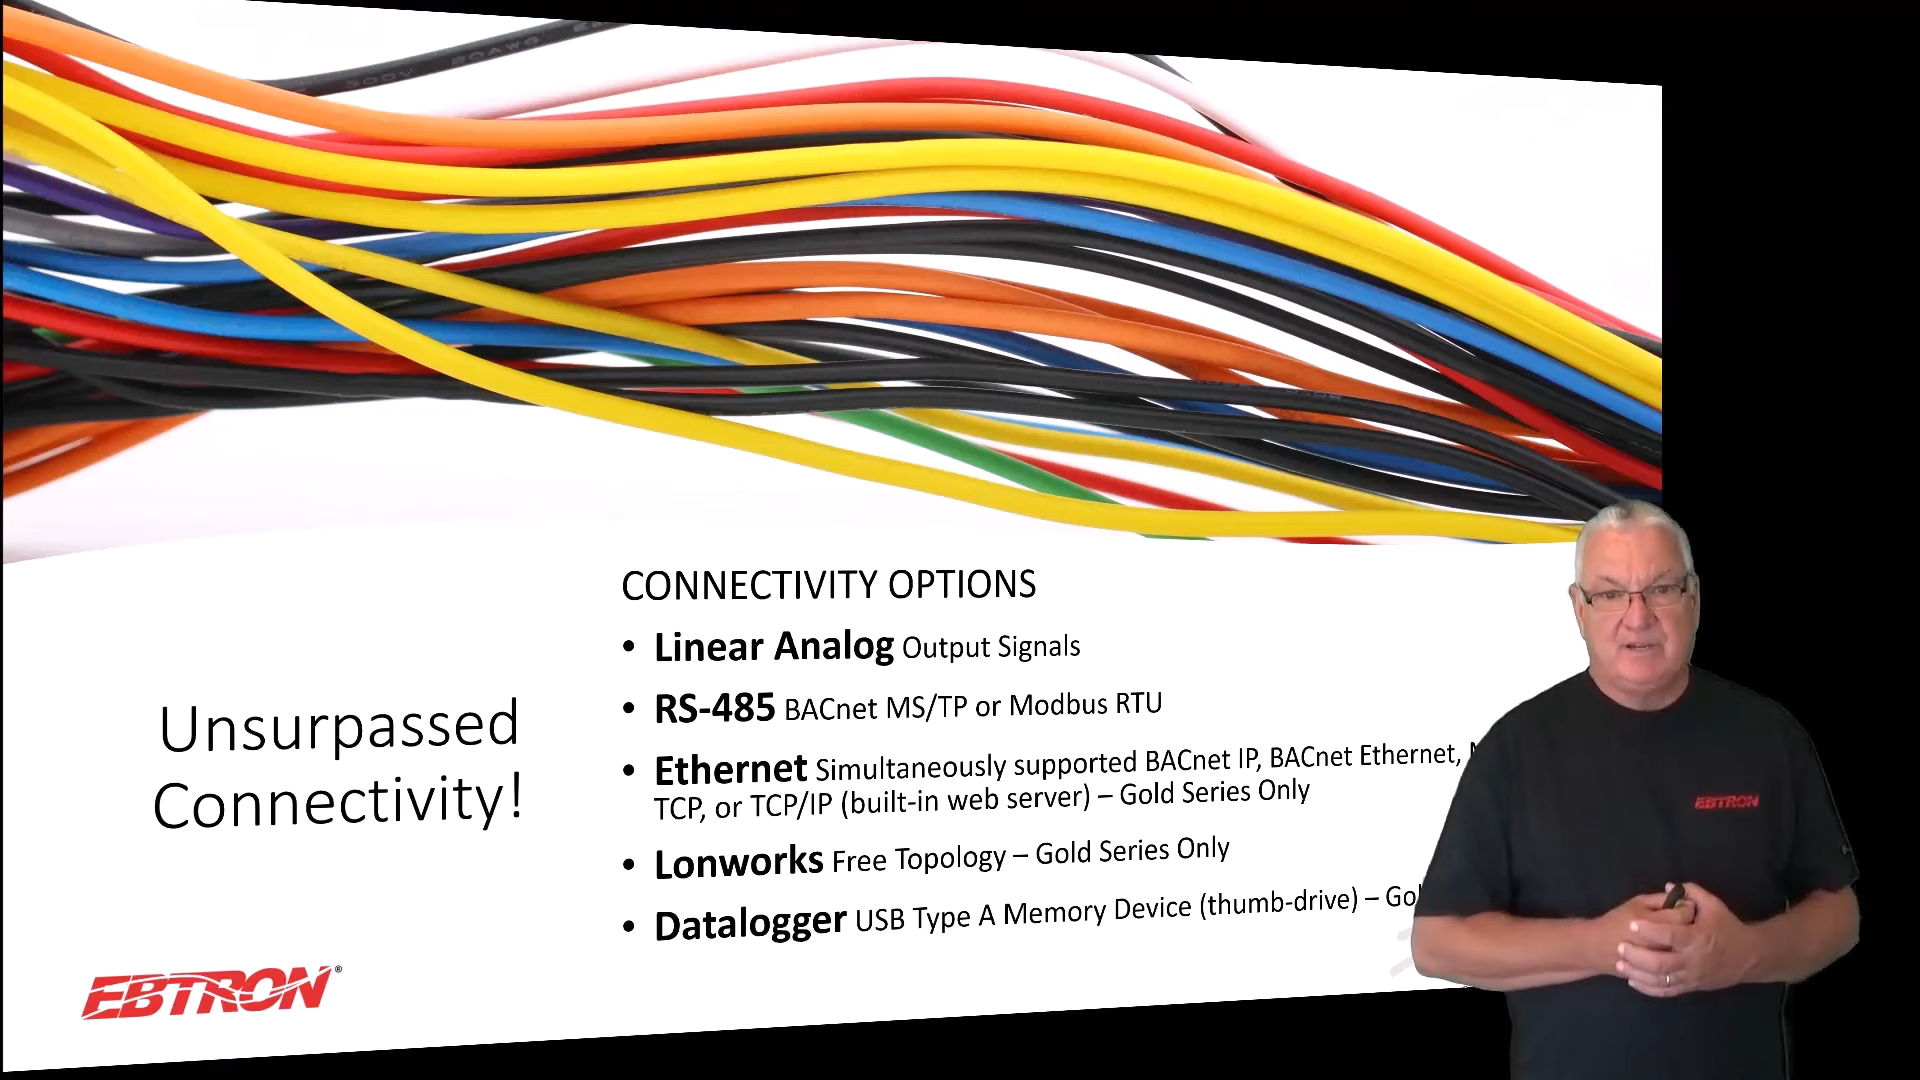 Unsurpassed
Connectivity!
CONNECTIVITY OPTIONS
• Linear Analog Output Signals
• RS-485 BACnet MS/TP or Modbus RTU
• Ethernet Simultaneously supported BACnet IP, BACnet Ethernet,
TCP, or TCP/IP (built-in web server) – Gold Series Only
• Lonworks Free Topology – Gold Series Only
• Datalogger USB Type A Memory Device (thumb-drive) –
EBTRON®
EBTRON